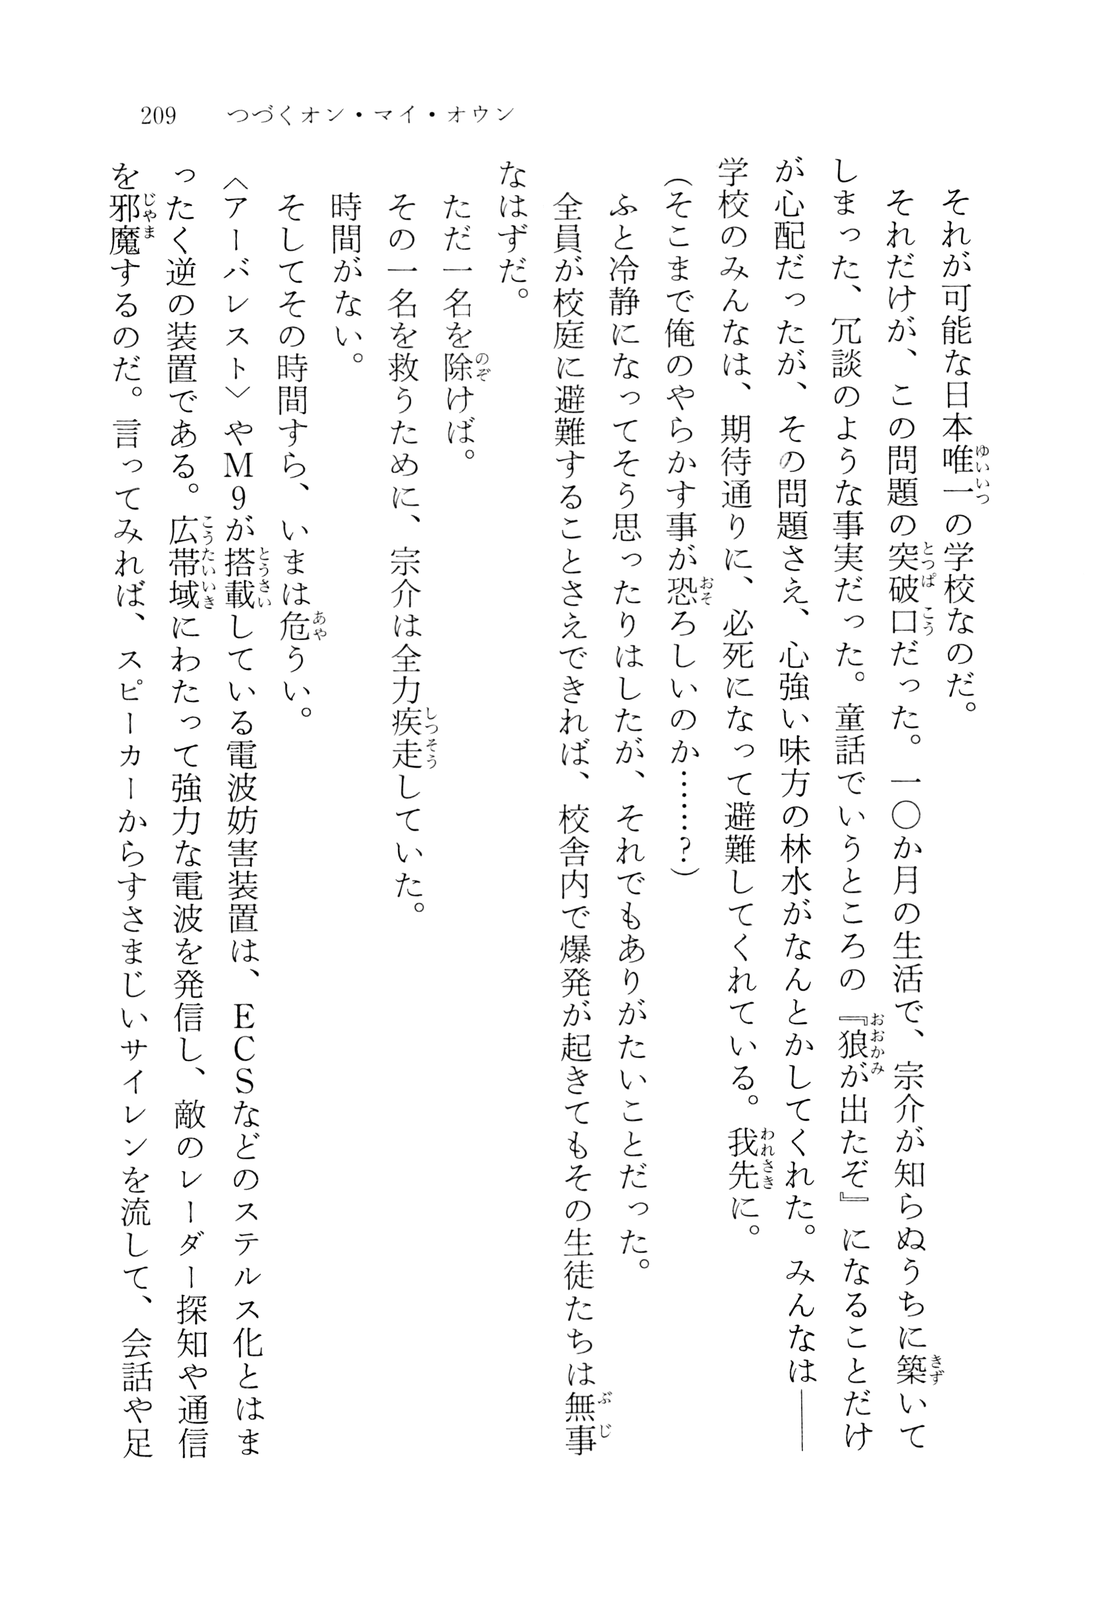 209　つづくオン・マイ・オウン
　それが可能な日本唯一の学校なのだ。
　それだけが、この問題の突破口だった。一〇か月の生活で、宗介が知らぬうちに築いて
しまった、冗談のような事実だった。童話でいうところの『狼が出たぞ』になることだけ
が心配だったが、その問題さえ、心強い味方の林水がなんとかしてくれた。みんなは――
学校のみんなは、期待通りに、必死になって避難してくれている。我先に。
（そこまで俺のやらかす事が恐ろしいのか……？）
　ふと冷静になってそう思ったりはしたが、それでもありがたいことだった。
　全員が校庭に避難することさえできれば、校舎内で爆発が起きてもその生徒たちは無事
なはずだ。
　ただ一名を除けば。
　その一名を救うために、宗介は全力疾走していた。
　時間がない。
　そしてその時間すら、いまは危うい。
〈アーバレスト〉やM9が搭載している電波妨害装置は、ECSなどのステルス化とはま
ったく逆の装置である。広帯域にわたって強力な電波を発信し、敵のレーダー探知や通信
を邪魔するのだ。言ってみれば、スピーカーからすさまじいサイレンを流して、会話や足